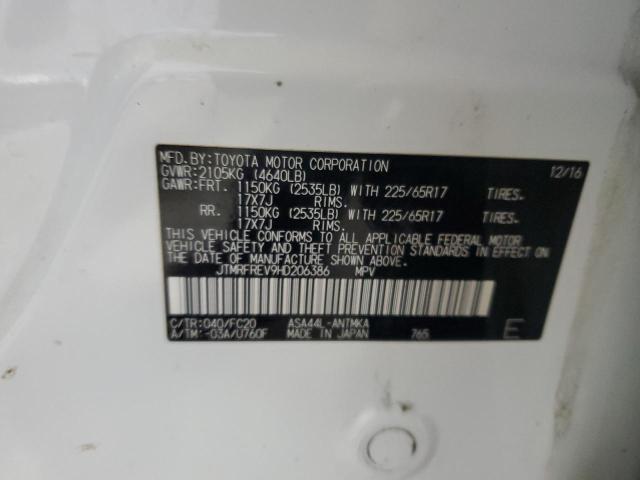 MFD. BY: TOYOTA MOTOR CORPORATION 12/16
GVWR: 2105KG (4640LB)
GAWR: FRT. 1150KG (2535LB) WITH 225/65R17 TIRES.
17X7J RIMS.
RR. 1150KG (2535LB) WITH 225/65R17 TIRES.
17X7J RIMS.
THIS VEHICLE CONFORMS TO ALL APPLICABLE FEDERAL MOTOR
VEHICLE SAFETY AND THEFT PREVENTION STANDARDS IN EFFECT ON
THE DATE OF MANUFACTURE SHOWN ABOVE.
JTMRFREV9HD206386 MPV
C/TR: 040/FC20 ASA44L-ANTMKA
A/TM: -03A/U760F MADE IN JAPAN 765 E